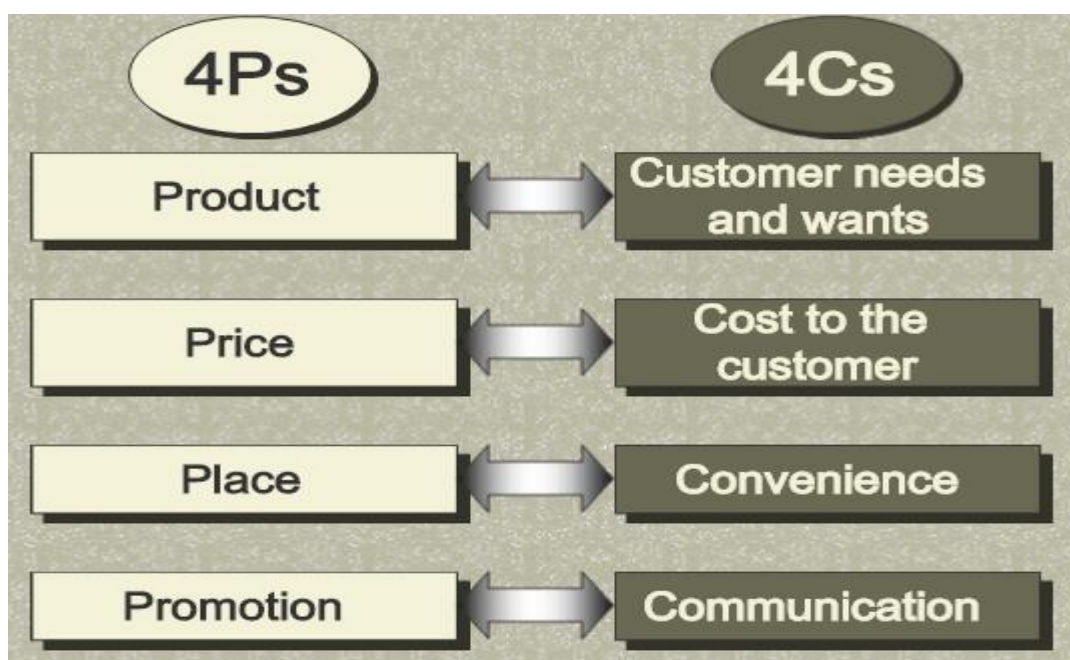 4Ps
4Cs
Product
Customer needs
and wants
Price
Cost to the
customer
Place
Convenience
Promotion
Communication